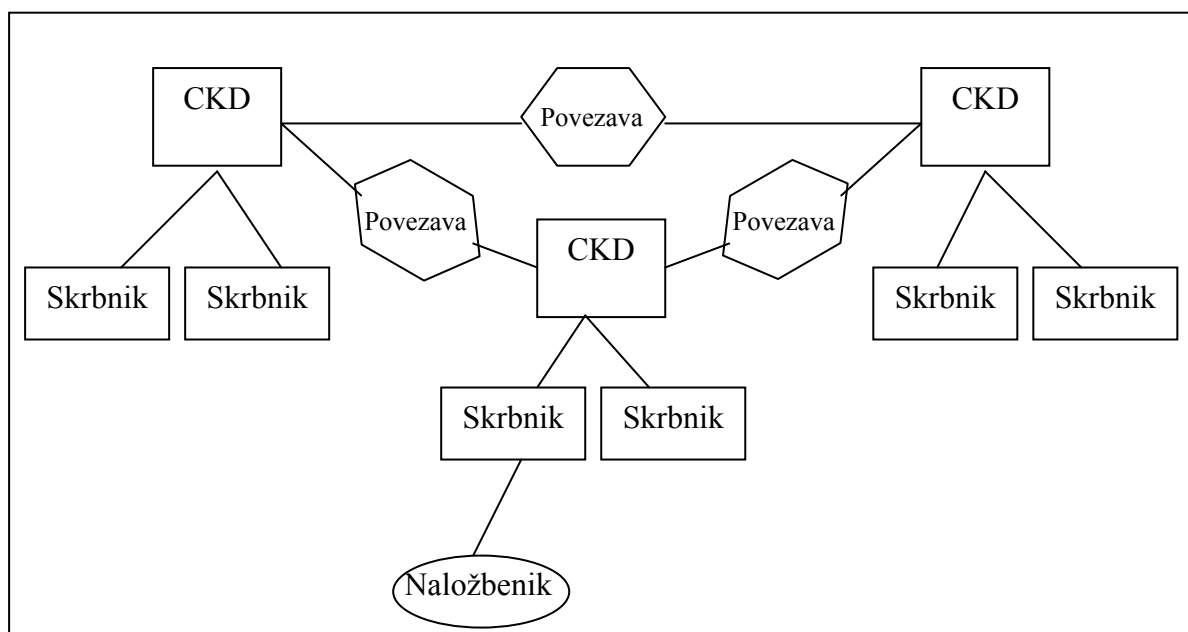 CKD
Povezava
CKD
Povezava
Povezava
CKD
Skrbnik
Skrbnik
Skrbnik
Skrbnik
Skrbnik
Skrbnik
Naložbenik